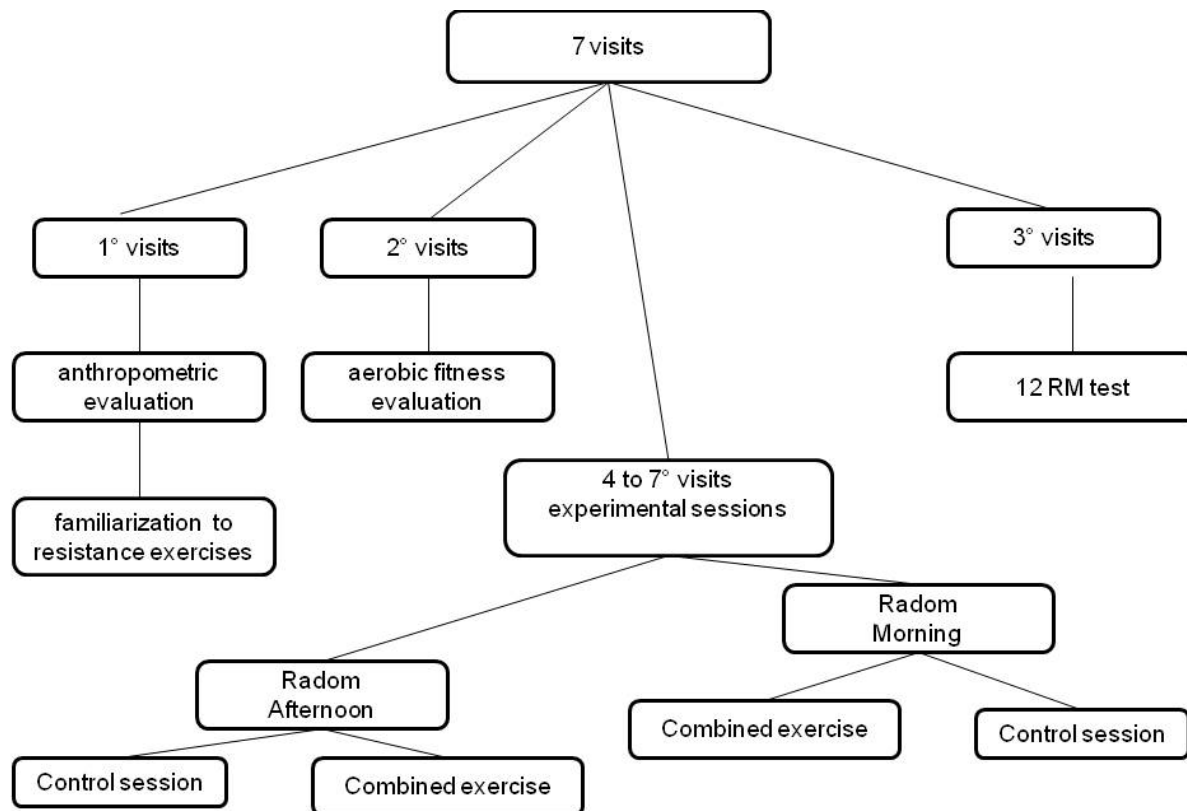 7 visits
1° visits
2° visits
3° visits
anthropometric
evaluation
aerobic fitness
evaluation
12 RM test
familiarization to
resistance exercises
4 to 7° visits
experimental sessions
Radom
Morning
Radom
Afternoon
Combined exercise
Control session
Control session
Combined exercise